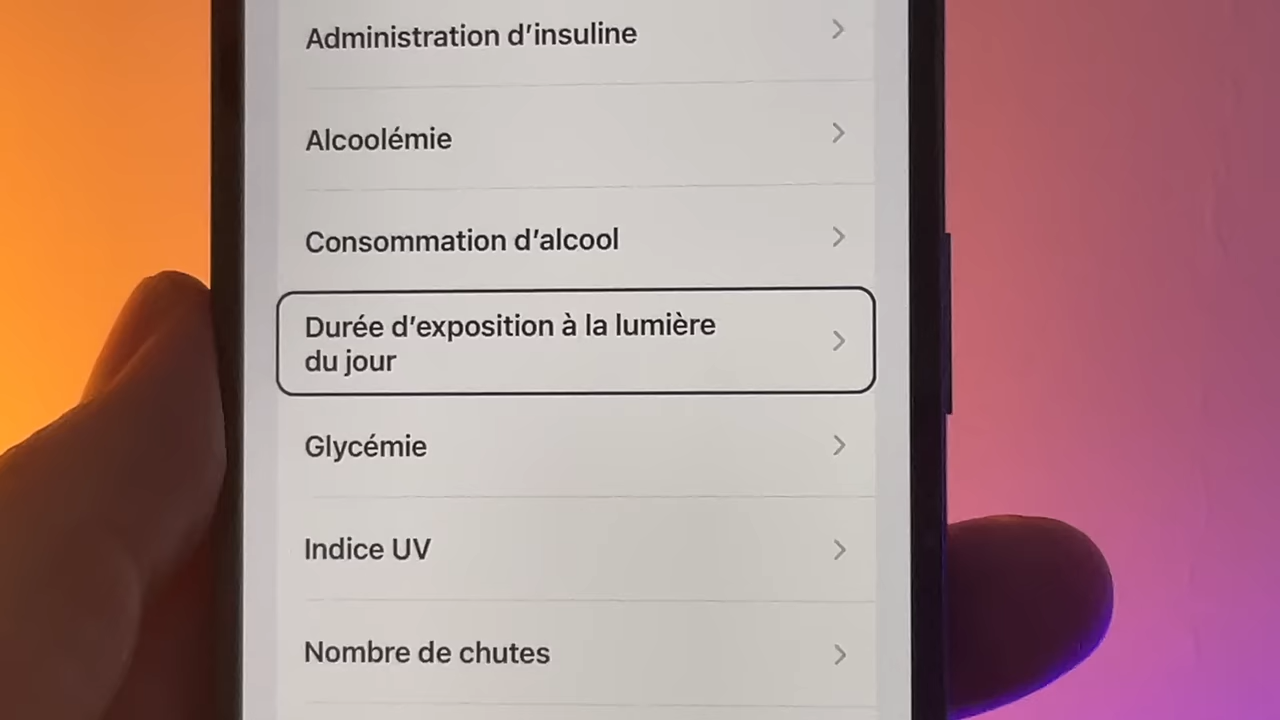 Administration d’insuline
Alcoolémie
Consommation d’alcool
Durée d’exposition à la lumière
du jour
Glycémie
Indice UV
Nombre de chutes